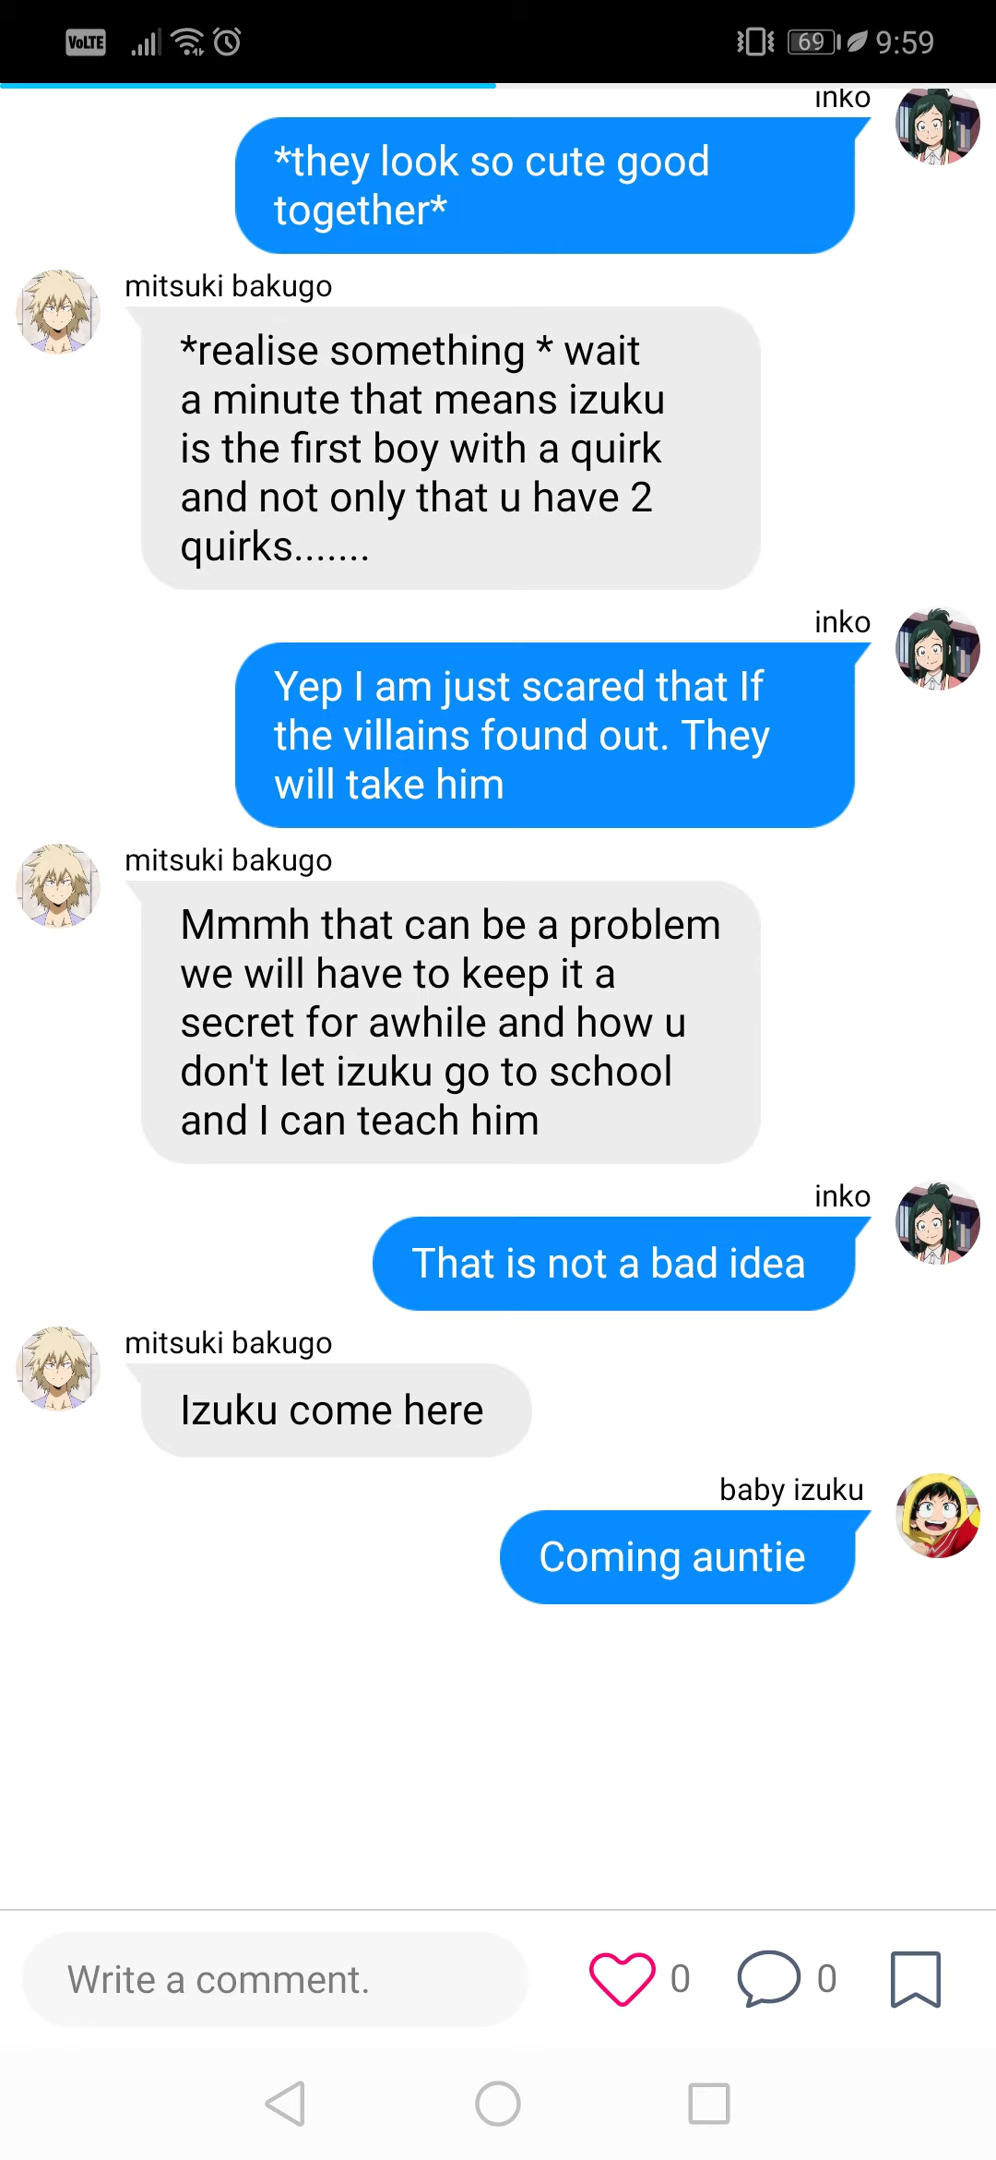 VoLTE
69
9:59
inko
*they look so cute good
together*
mitsuki bakugo
*realise something * wait
a minute that means izuku
is the first boy with a quirk
and not only that u have 2
quirks.......
inko
Yep I am just scared that If
the villains found out. They
will take him
mitsuki bakugo
Mmmh that can be a problem
we will have to keep it a
secret for awhile and how u
don't let izuku go to school
and I can teach him
inko
That is not a bad idea
mitsuki bakugo
Izuku come here
baby izuku
Coming auntie
Write a comment.
0
0